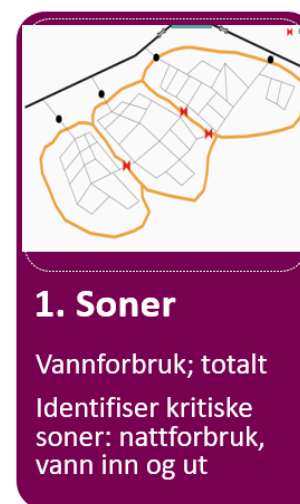 1. Soner
Vannforbruk; totalt
Identifiser kritiske
soner: nattforbruk,
vann inn og ut